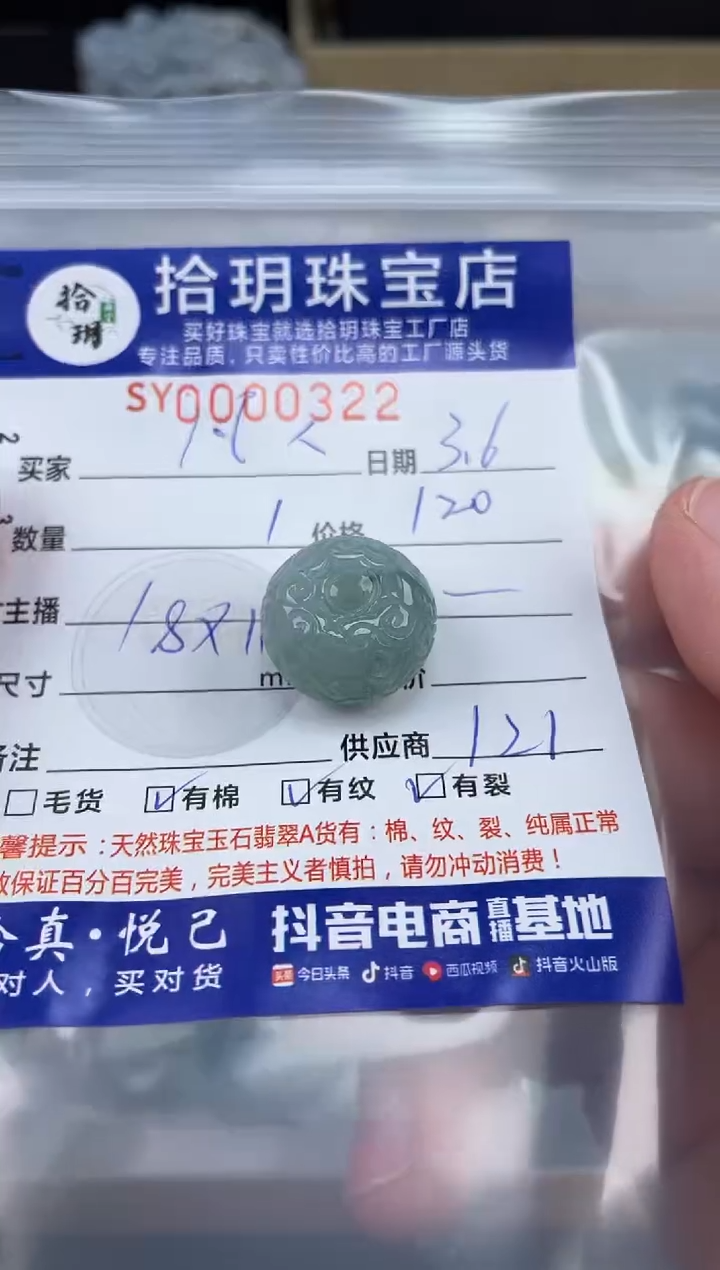 拾玥
拾玥珠宝店
买好珠宝就选拾玥珠宝工厂店
专注品质，只卖性价比高的工厂源头货
SY0000322
买家 日期 3.6
数量 1 价格 120
主播
18X11
尺寸 m
备注 供应商 121
毛货 有棉 有纹 有裂
馨提示：天然珠宝玉石翡翠A货有：棉、纹、裂、纯属正常
保证百分百完美，完美主义者慎拍，请勿冲动消费！
真·悦己 抖音电商直播基地
对人，买对货 头条 今日头条 抖音 西瓜视频 抖音火山版